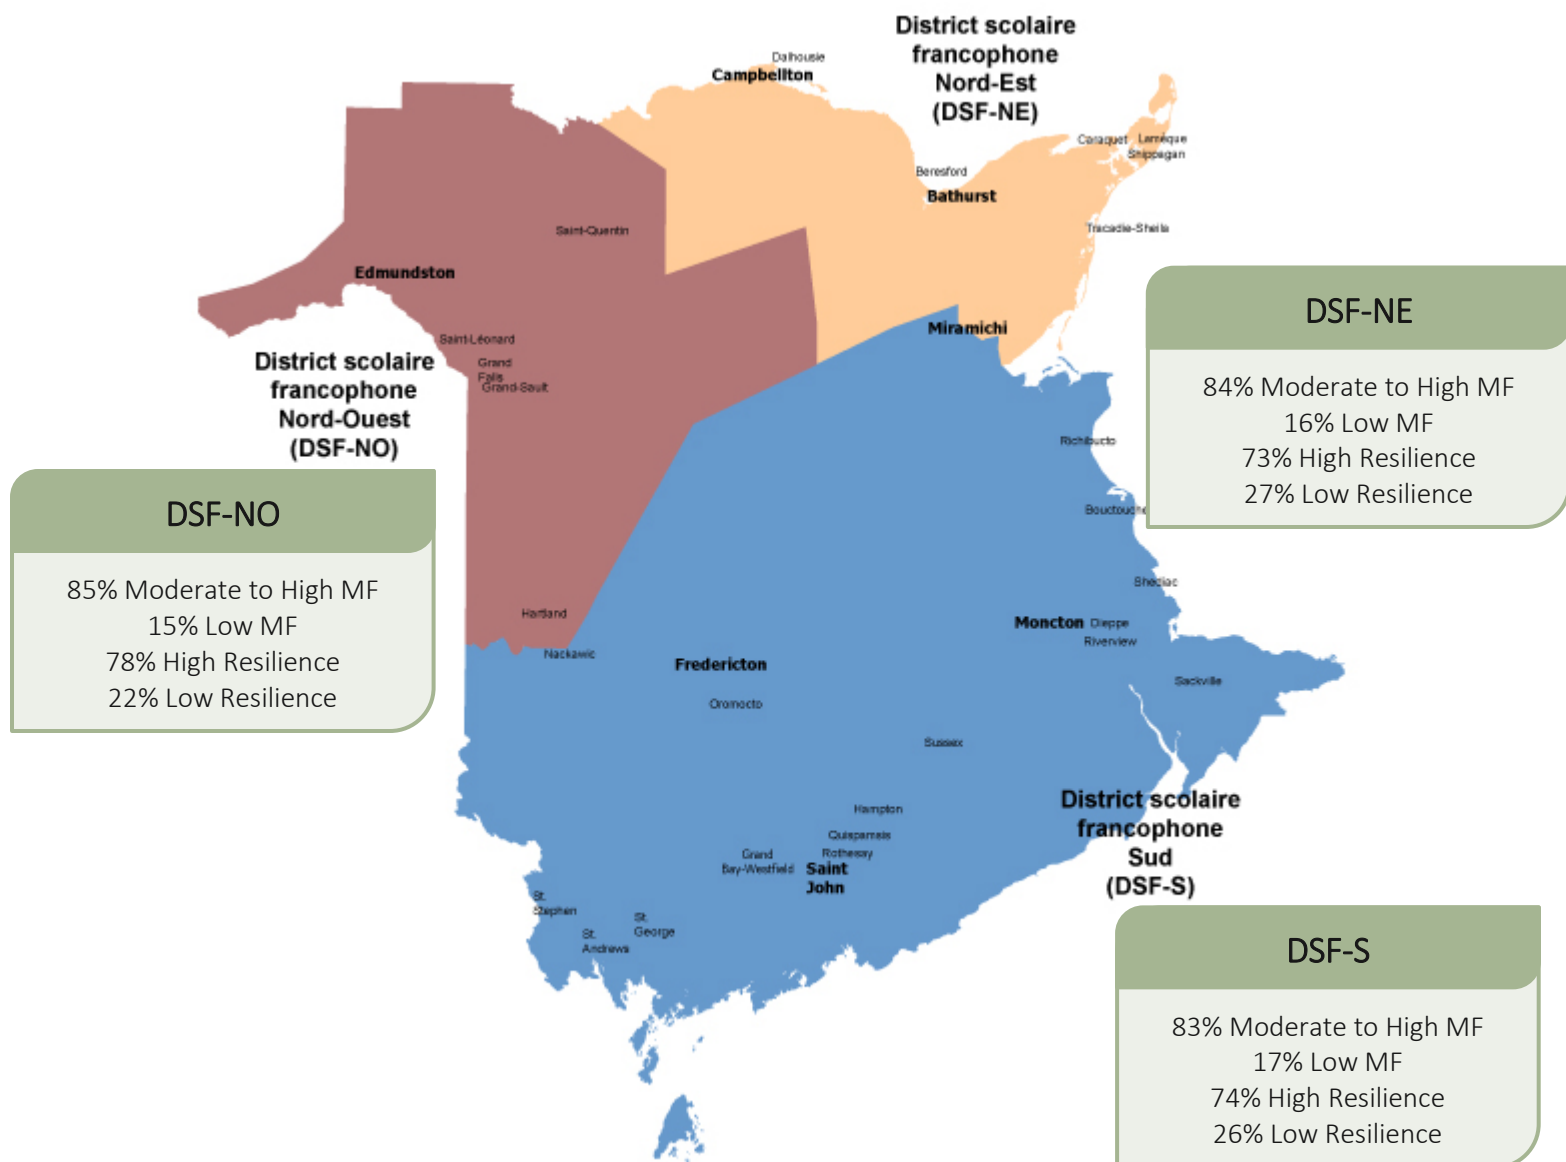 District scolaire
francophone
Nord-Est
(DSF-NE)
Dalhousie
Campbellton
Caraquet
Lamèque
Shippagan
Beresford
Bathurst
Tracadie-Sheila
Saint-Quentin
Edmundston
Saint-Léonard
Grand
Falls
Grand-Sault
Miramichi
District scolaire
francophone
Nord-Ouest
(DSF-NO)
DSF-NE
84% Moderate to High MF
16% Low MF
73% High Resilience
27% Low Resilience
DSF-NO
85% Moderate to High MF
15% Low MF
78% High Resilience
22% Low Resilience
Richibucto
Bouctouche
Shediac
Hartland
Nackawic
Moncton
Dieppe
Riverview
Fredericton
Oromocto
Sackville
Sussex
Hampton
Quispamsis
Rothesay
Grand
Bay-Westfield
Saint
John
St.
Stephen
St.
George
St.
Andrews
District scolaire
francophone
Sud
(DSF-S)
DSF-S
83% Moderate to High MF
17% Low MF
74% High Resilience
26% Low Resilience